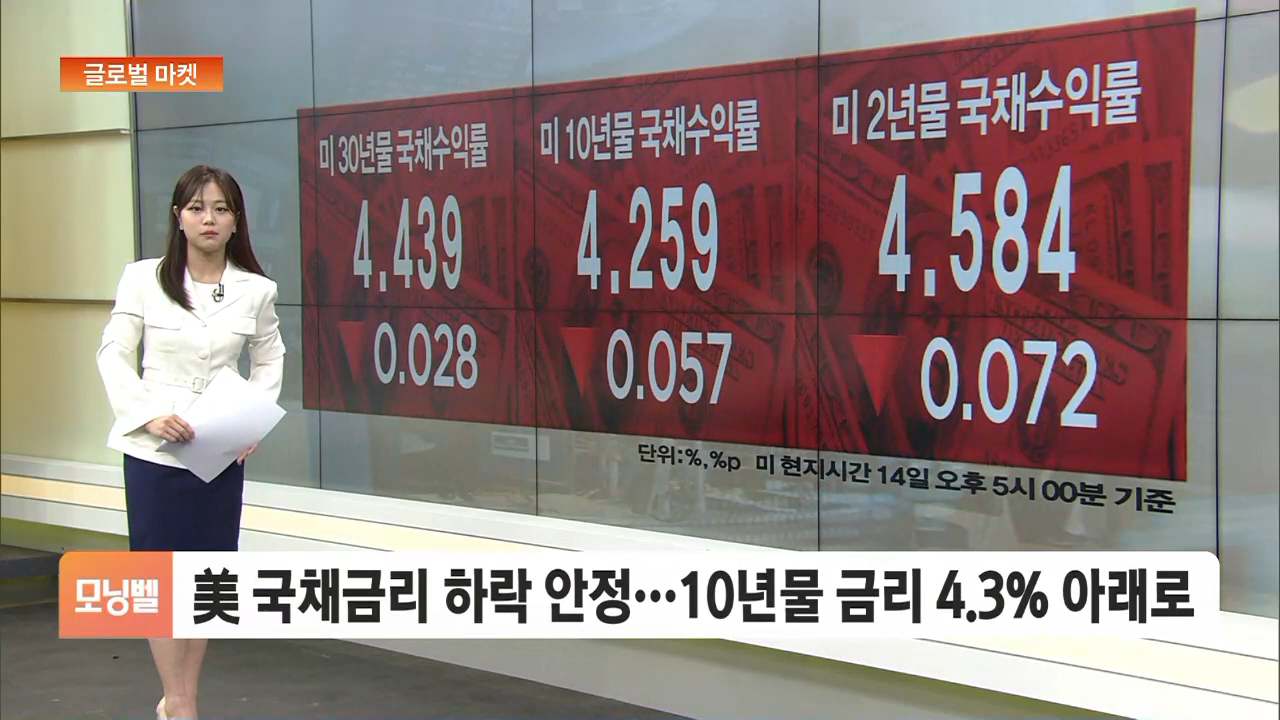 글로벌 마켓
미 30년물 국채수익률
4.439
▼ 0.028
미 10년물 국채수익률
4.259
▼ 0.057
미 2년물 국채수익률
4.584
▼ 0.072
단위:%,%p 미 현지시간 14일 오후 5시 00분 기준
모닝벨
美 국채금리 하락 안정…10년물 금리 4.3% 아래로